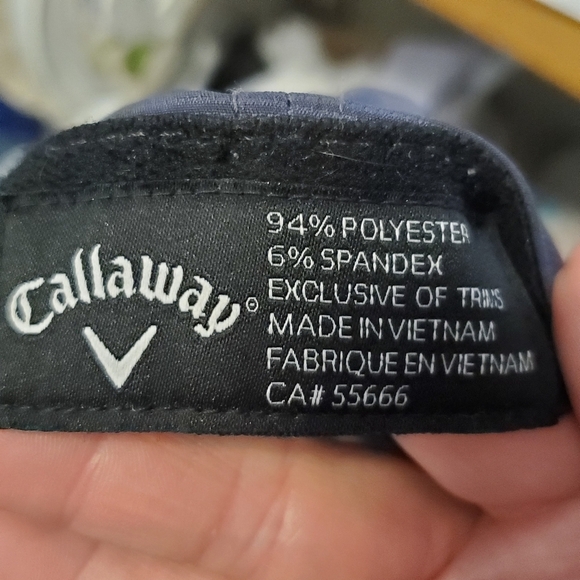 Callaway®
94% POLYESTER
6% SPANDEX
EXCLUSIVE OF TRIMS
MADE IN VIETNAM
FABRIQUE EN VIETNAM
CA# 55666